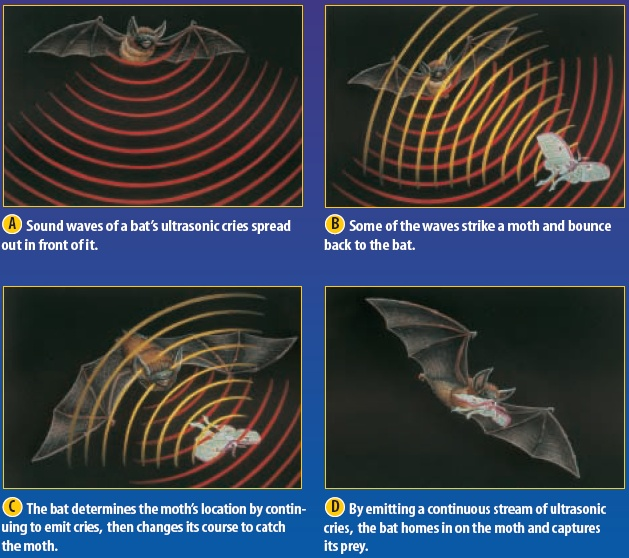 A Sound waves of a bat's ultrasonic cries spread
out in front of it.
B Some of the waves strike a moth and bounce
back to the bat.
C The bat determines the moth's location by contin-
uing to emit cries, then changes its course to catch
the moth.
D By emitting a continuous stream of ultrasonic
cries, the bat homes in on the moth and captures
its prey.